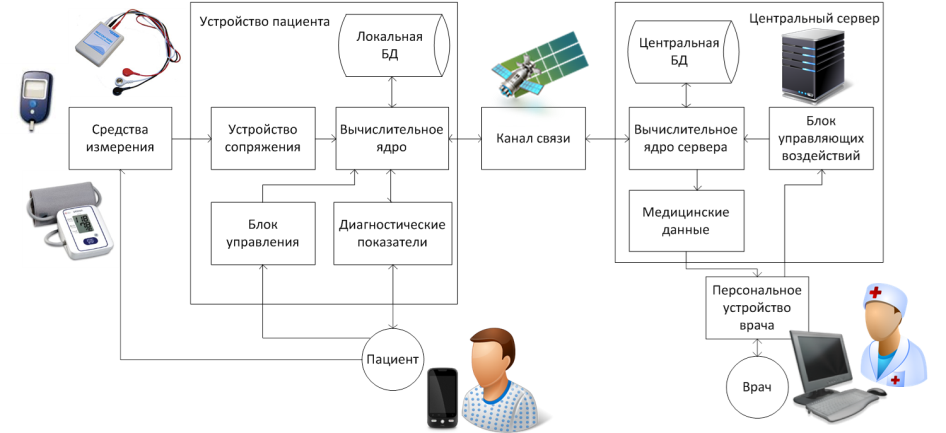 Устройство пациента
Центральный сервер
Локальная
БД
Центральная
БД
Средства
измерения
Устройство
сопряжения
Вычислительное
ядро
Канал связи
Вычислительное
ядро сервера
Блок
управляющих
воздействий
Блок
управления
Диагностические
показатели
Медицинские
данные
Персональное
устройство
врача
Пациент
Врач